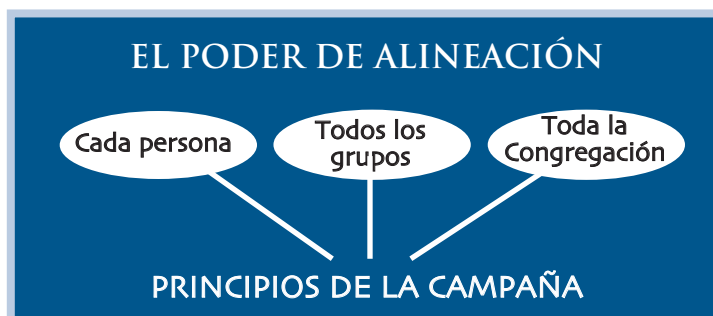 EL PODER DE ALINEACIÓN
Cada persona
Todos los
grupos
Toda la
Congregación
PRINCIPIOS DE LA CAMPAÑA